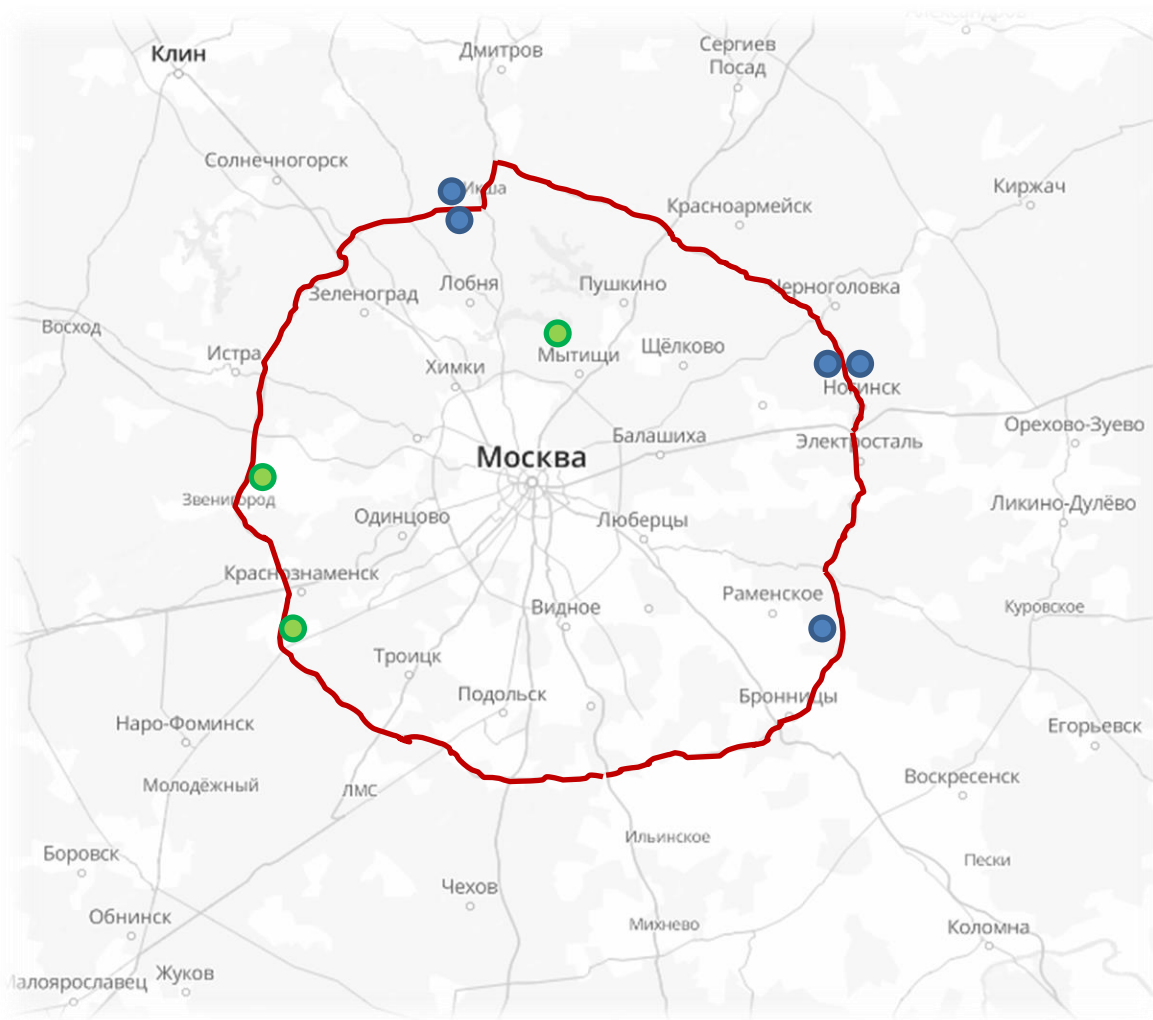 Клин
Дмитров
Сергиев
Посад
Солнечногорск
Икша
Красноармейск
Киржач
Зеленоград
Лобня
Пушкино
Черноголовка
Восход
Истра
Химки
Мытищи
Щёлково
Ногинск
Москва
Балашиха
Электросталь
Орехово-Зуево
Звенигород
Одинцово
Люберцы
Ликино-Дулёво
Краснознаменск
Видное
Раменское
Куровское
Троицк
Подольск
Бронницы
Наро-Фоминск
Егорьевск
Молодёжный
ЛМС
Воскресенск
Ильинское
Боровск
Чехов
Пески
Обнинск
Михнево
Коломна
Малоярославец
Жуков